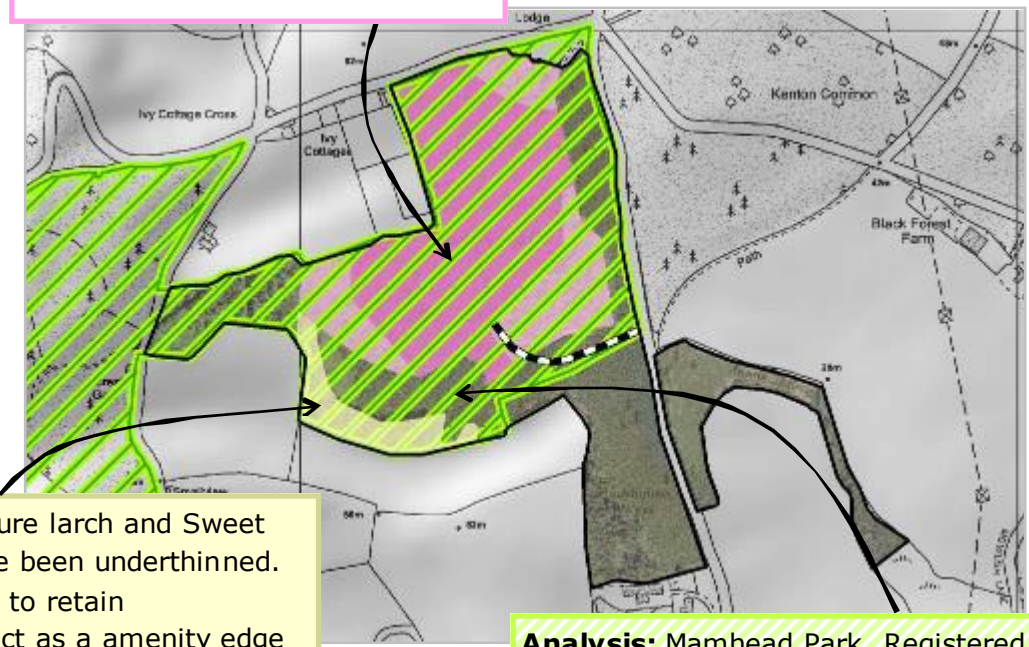 Lodge
Ivy Cottage Cross
Ivy
Cottages
Kenton Common
Black Forest
Farm
Path
ure larch and Sweet
e been underthinned.
to retain
ct as a amenity edge
Analysis: Mamhead Park Registered